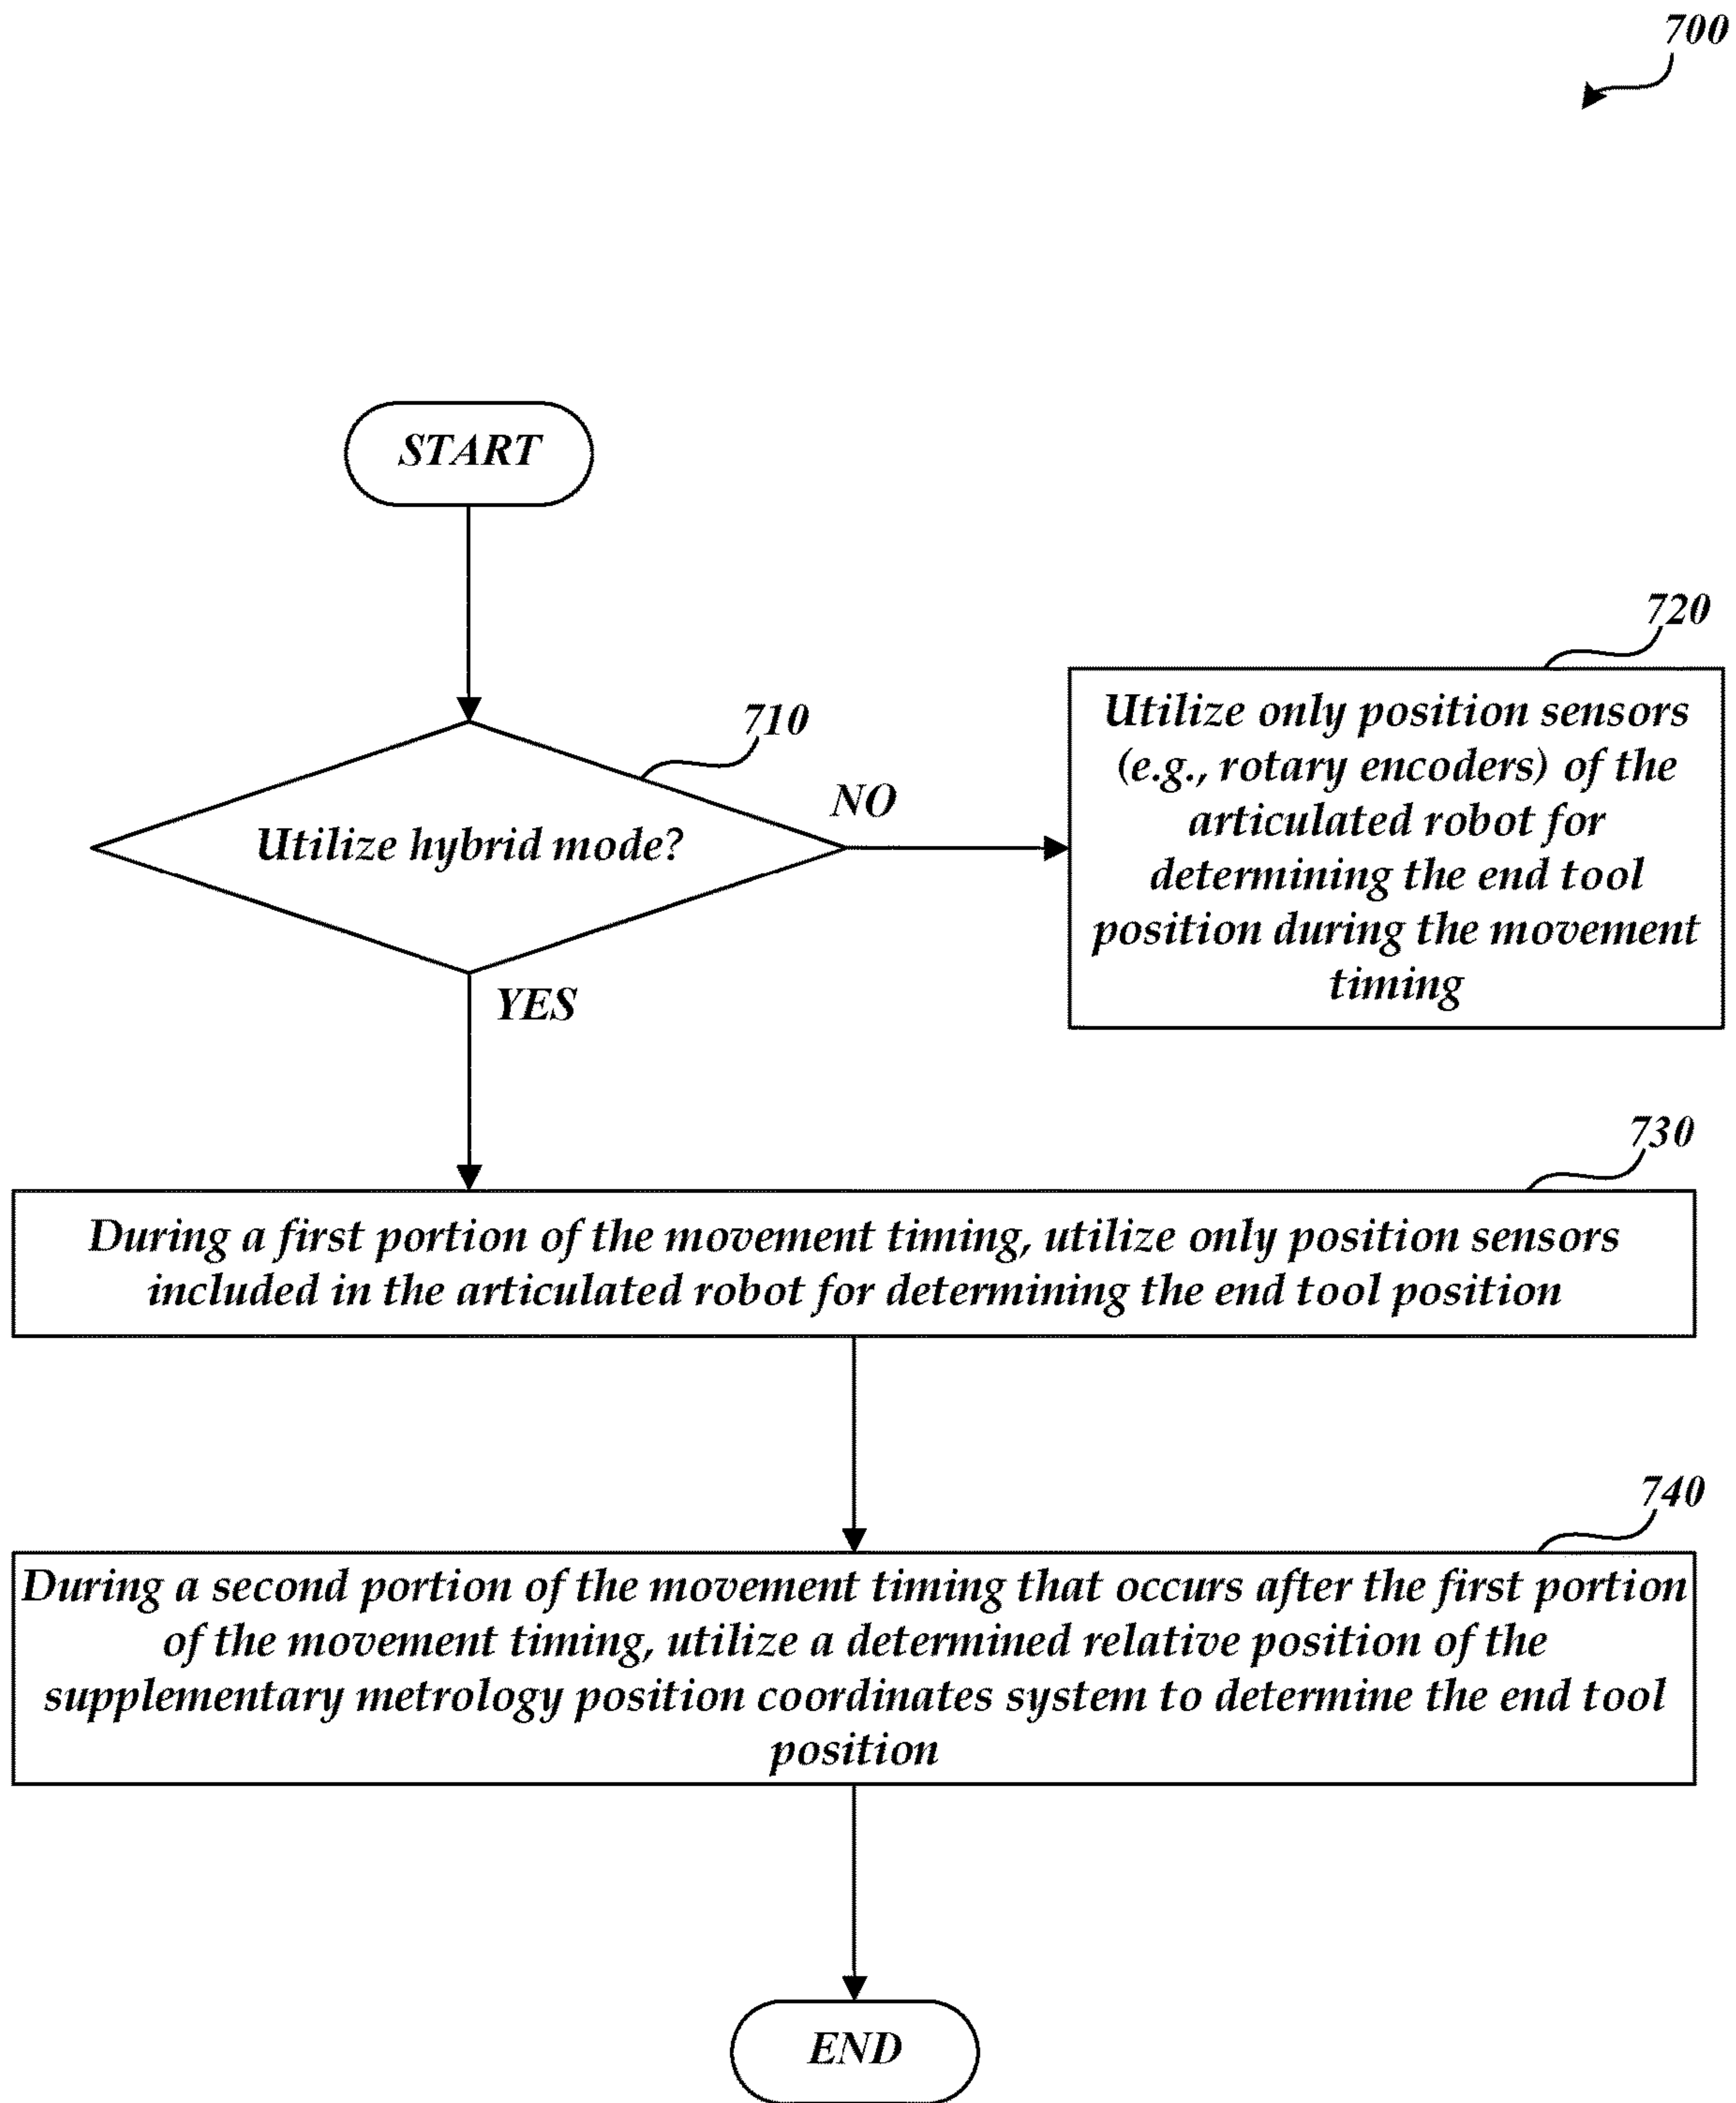 700
START
710
Utilize hybrid mode?
NO
YES
720
Utilize only position sensors
(e.g., rotary encoders) of the
articulated robot for
determining the end tool
position during the movement
timing
730
During a first portion of the movement timing, utilize only position sensors
included in the articulated robot for determining the end tool position
740
During a second portion of the movement timing that occurs after the first portion
of the movement timing, utilize a determined relative position of the
supplementary metrology position coordinates system to determine the end tool
position
END